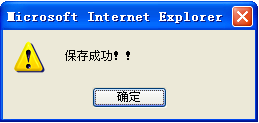 Microsoft Internet Explorer
保存成功！！
确定